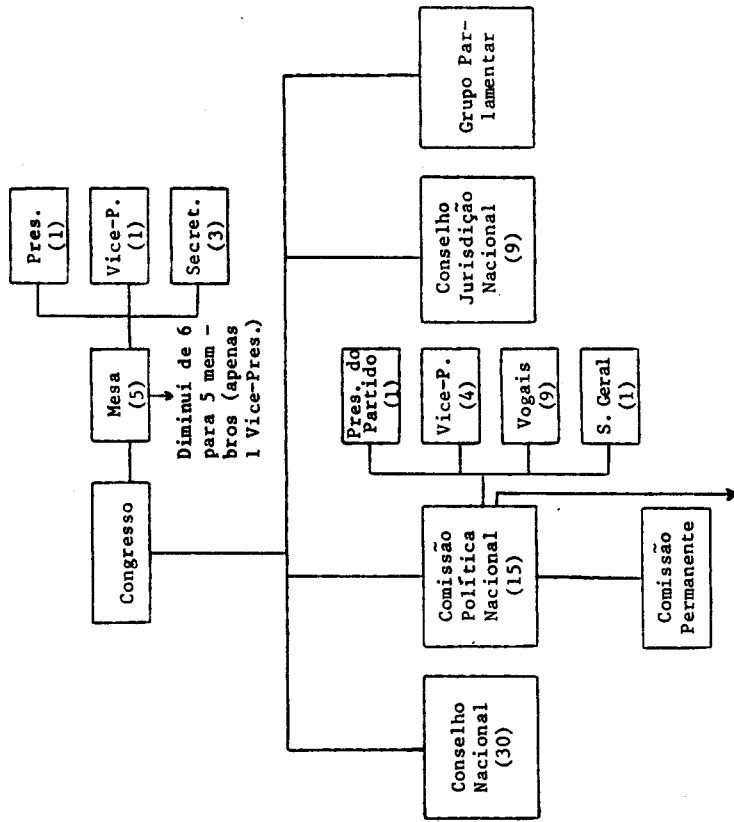 Congresso
Mesa
(5)
Pres.
(1)
Vice-P.
(1)
Secret.
(3)
Diminui de 6
para 5 mem -
bros (apenas
1 Vice-Pres.)
Conselho
Nacional
(30)
Comissão
Política
Nacional
(15)
Pres. do
Partido
(1)
Vice-P.
(4)
Vogais
(9)
S. Geral
(1)
Conselho
Jurisdição
Nacional
(9)
Grupo Par-
lamentar
Comissão
Permanente